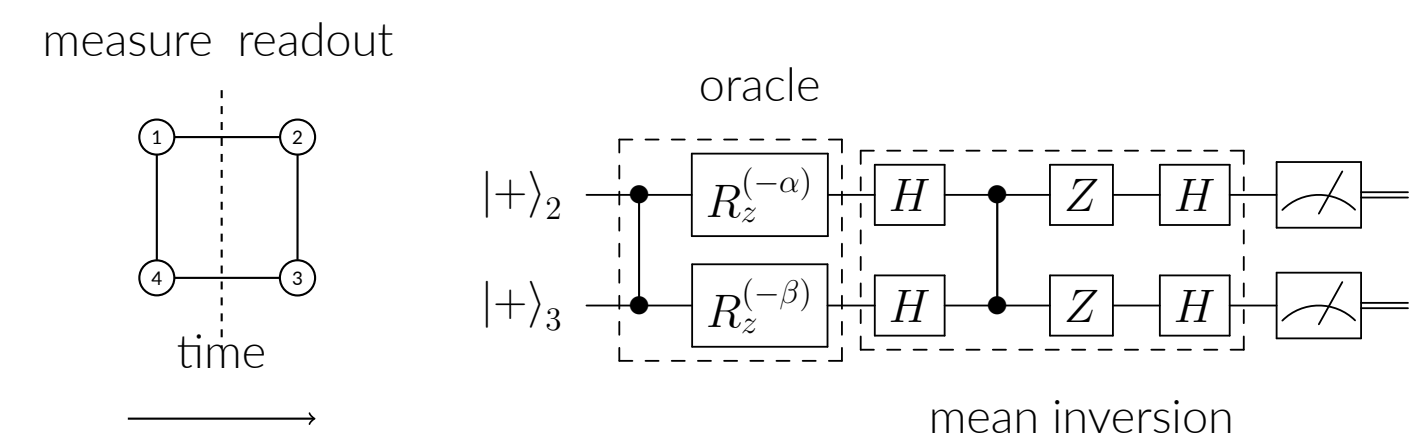 measure readout
1 2
4 3
time
oracle
|+⟩₂ R_z^(−α) H Z H
|+⟩₃ R_z^(−β) H Z H
mean inversion